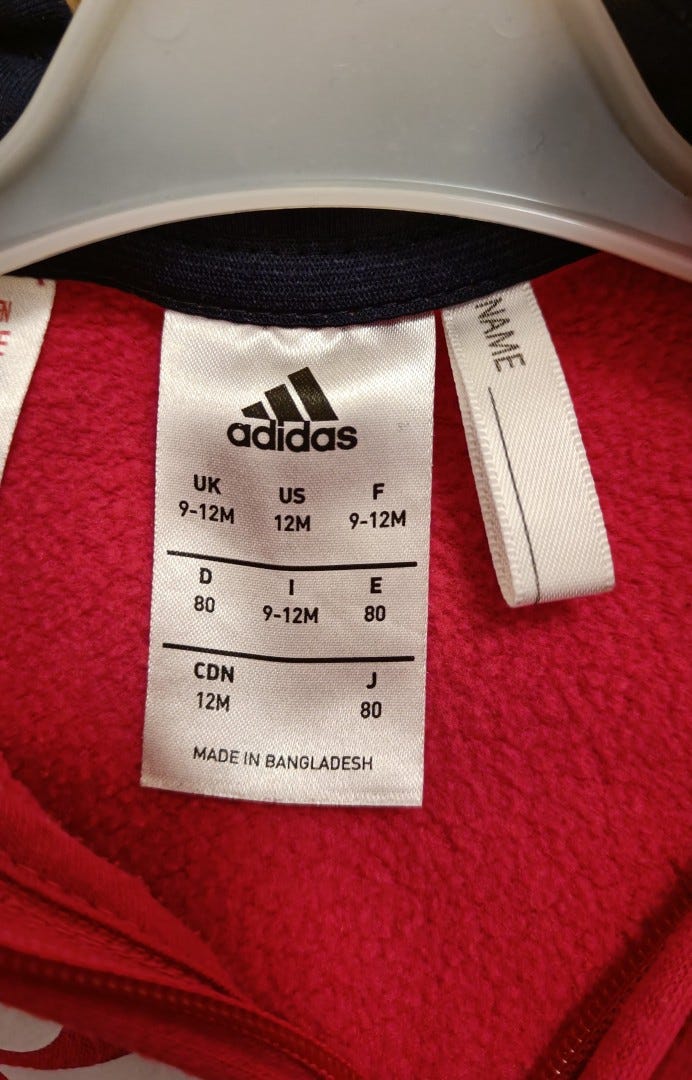 adidas
UK US F
9-12M 12M 9-12M
D I E
80 9-12M 80
CDN J
12M 80
MADE IN BANGLADESH
NAME